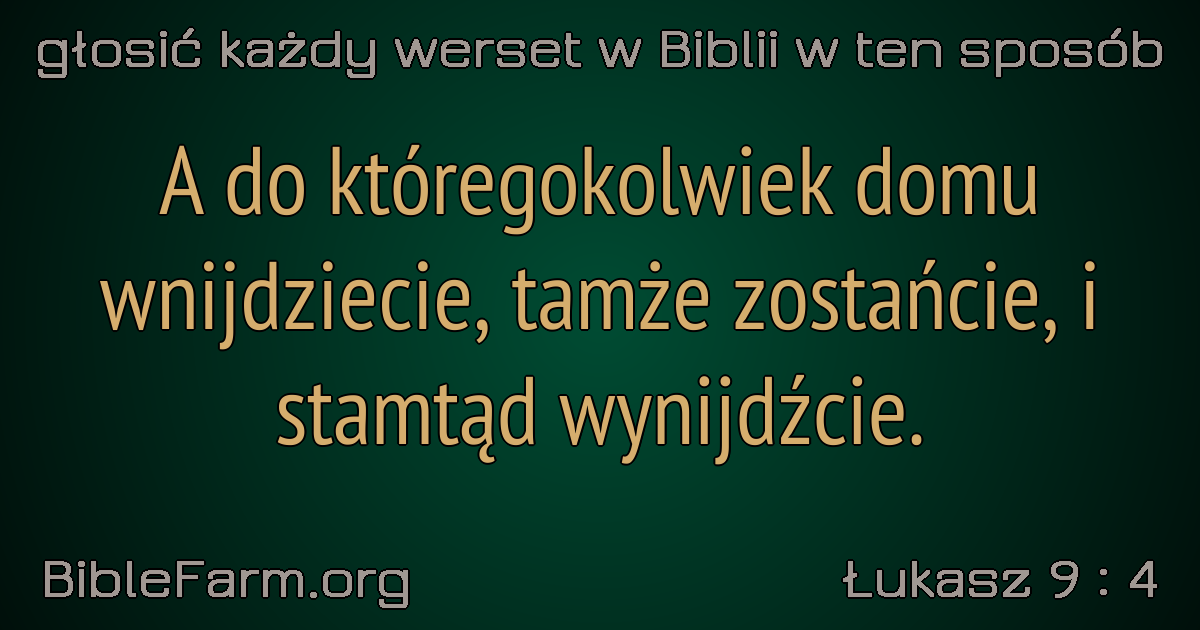 głosić każdy werset w Biblii w ten sposób
A do któregokolwiek domu
wnijdziecie, tamże zostańcie, i
stamtąd wynijdźcie.
BibleFarm.org
Łukasz 9 : 4